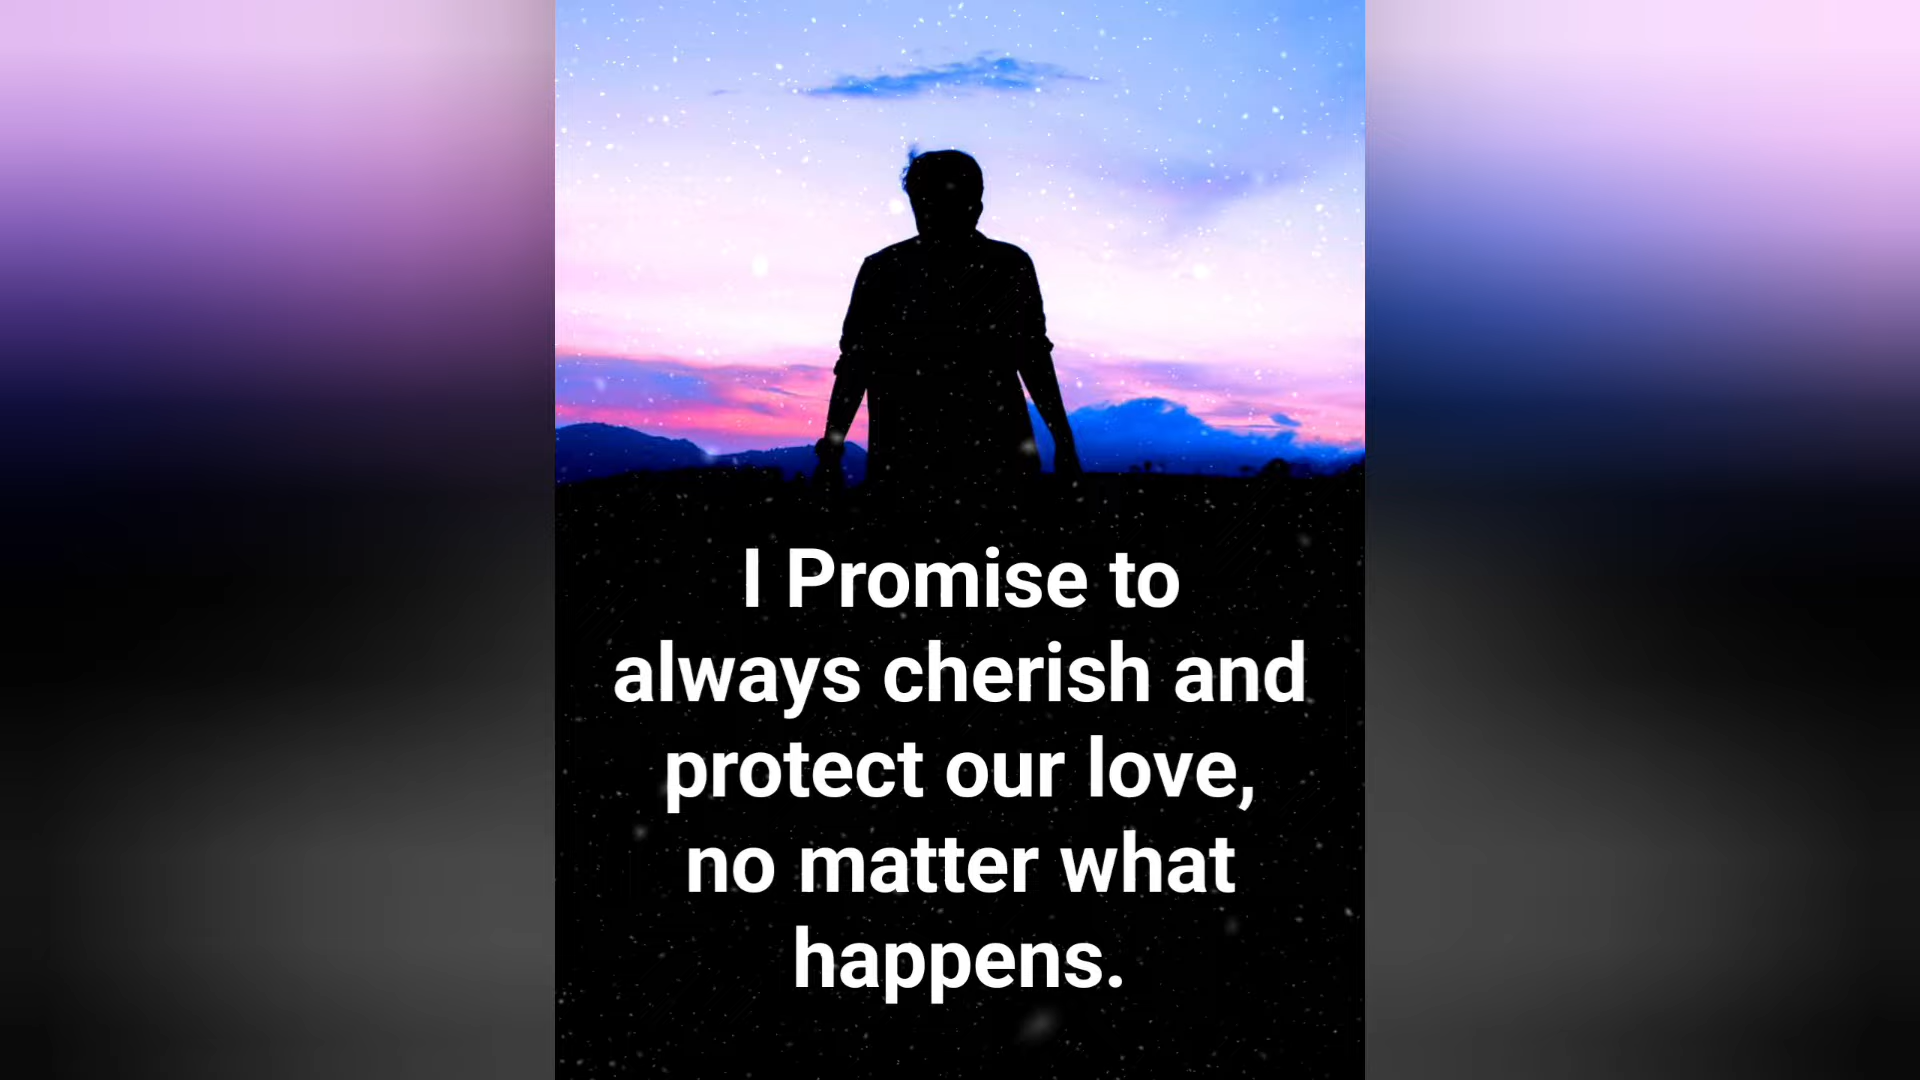 I Promise to
always cherish and
protect our love,
no matter what
happens.